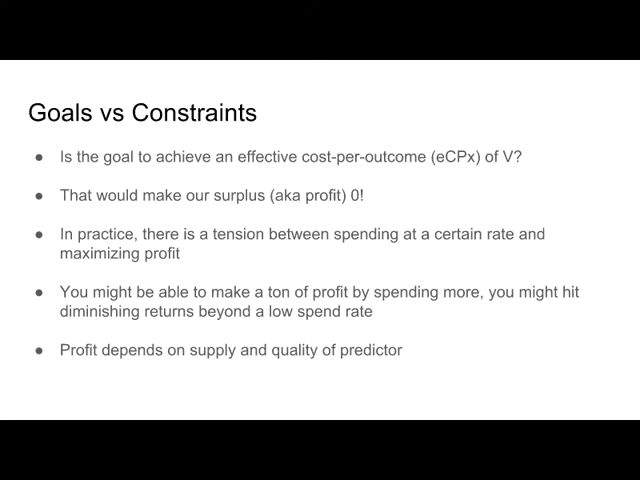 Goals vs Constraints
● Is the goal to achieve an effective cost-per-outcome (eCPx) of V?
● That would make our surplus (aka profit) 0!
● In practice, there is a tension between spending at a certain rate and
maximizing profit
● You might be able to make a ton of profit by spending more, you might hit
diminishing returns beyond a low spend rate
● Profit depends on supply and quality of predictor